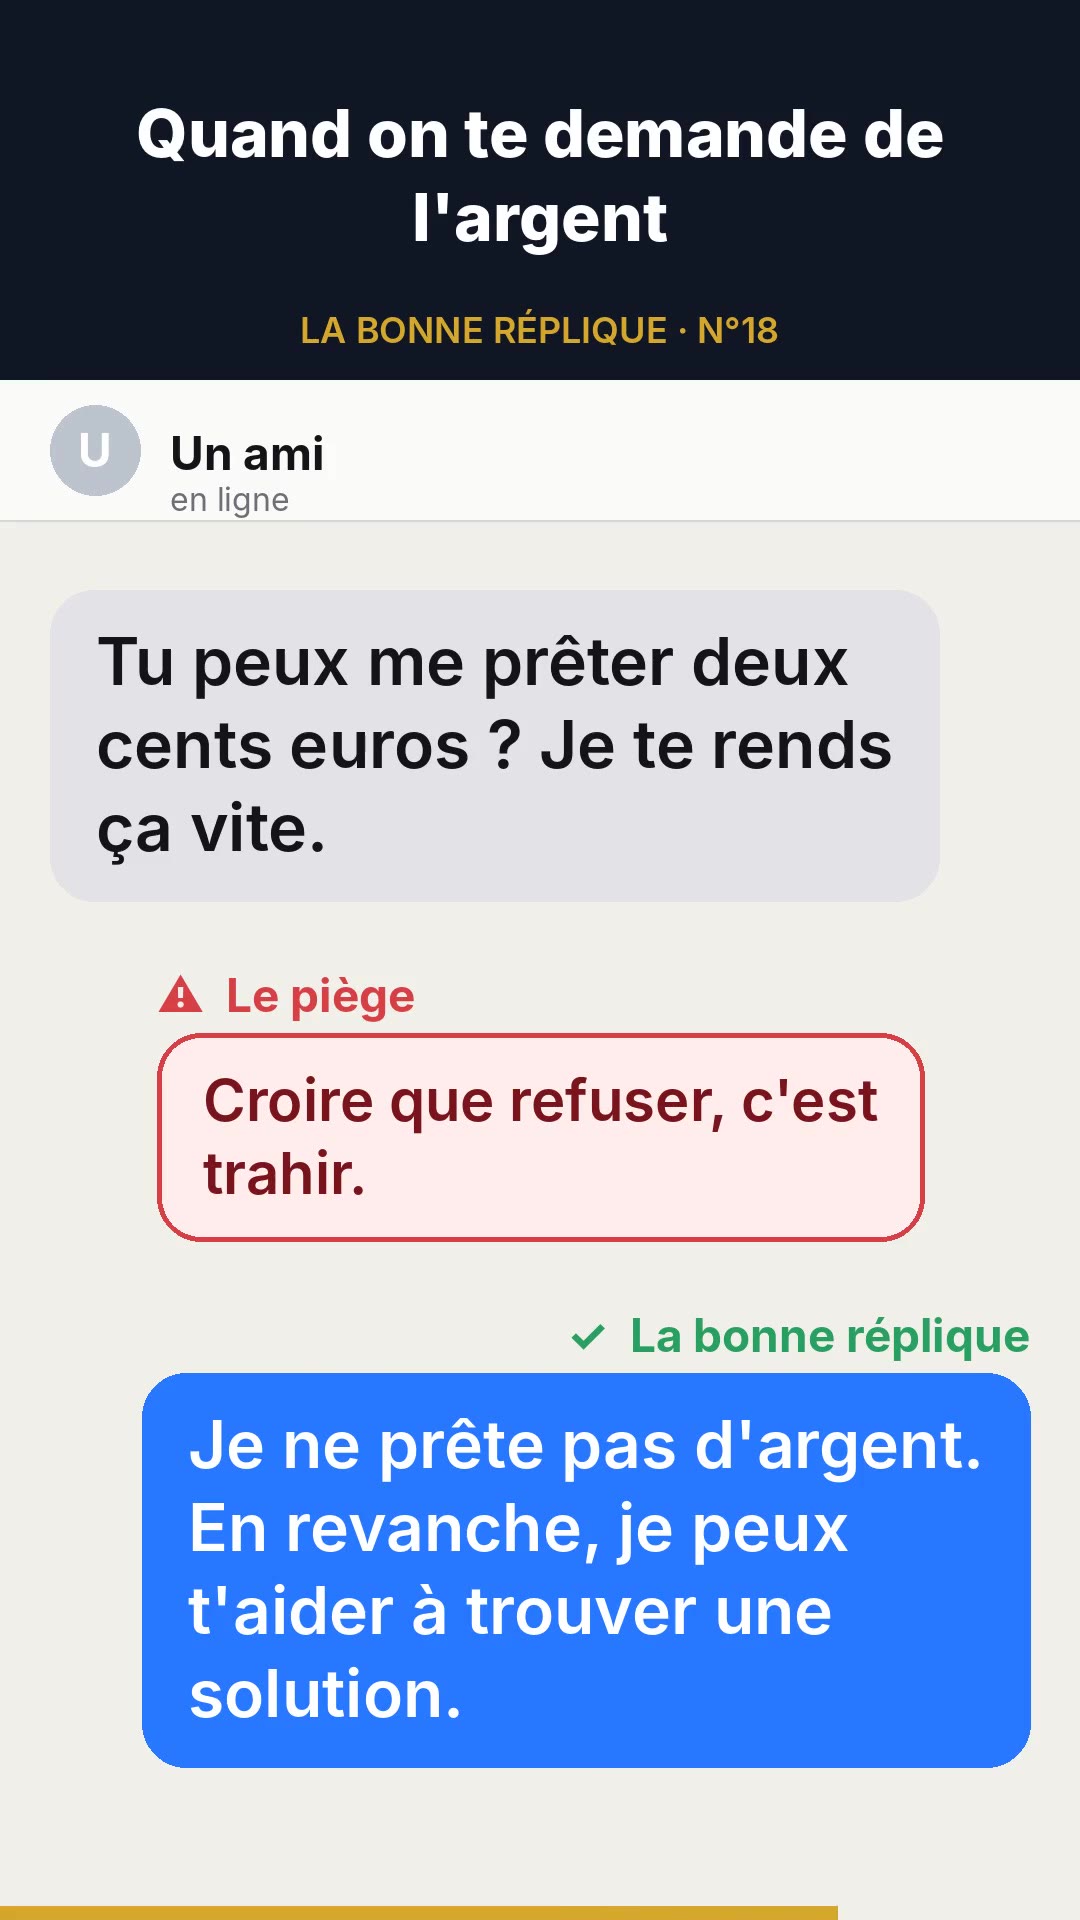 Quand on te demande de
l'argent
LA BONNE RÉPLIQUE · N°18
U
Un ami
en ligne
Tu peux me prêter deux
cents euros ? Je te rends
ça vite.
Le piège
Croire que refuser, c'est
trahir.
La bonne réplique
Je ne prête pas d'argent.
En revanche, je peux
t'aider à trouver une
solution.